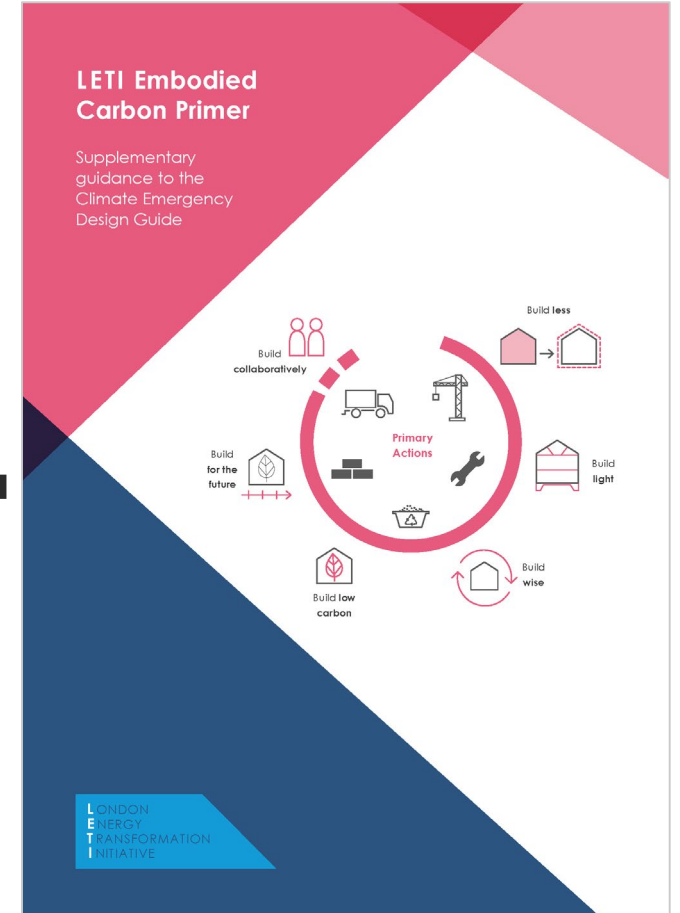 LETI Embodied
Carbon Primer
Supplementary
guidance to the
Climate Emergency
Design Guide
Build less
Build
collaboratively
Primary
Actions
Build
for the
future
Build
light
Build
wise
Build low
carbon
LONDON
ENERGY
TRANSFORMATION
INITIATIVE